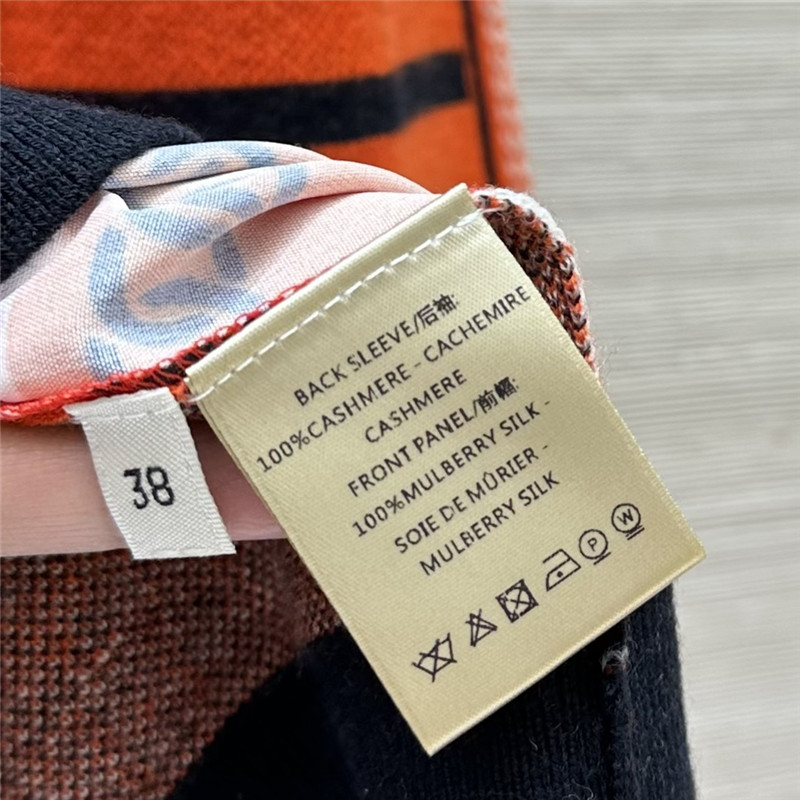 BACK SLEEVE/后袖:
100%CASHMERE - CACHEMIRE
CASHMERE
FRONT PANEL/前幅:
100%MULBERRY SILK -
SOIE DE MÛRIER -
MULBERRY SILK
P W
38